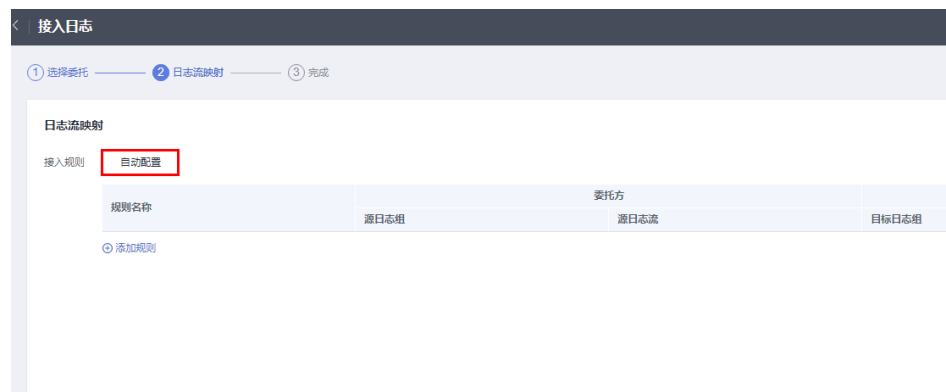 接入日志
1 选择委托 2 日志流映射 3 完成
日志流映射
接入规则 自动配置
规则名称 委托方
源日志组 源日志流 目标日志组
添加规则